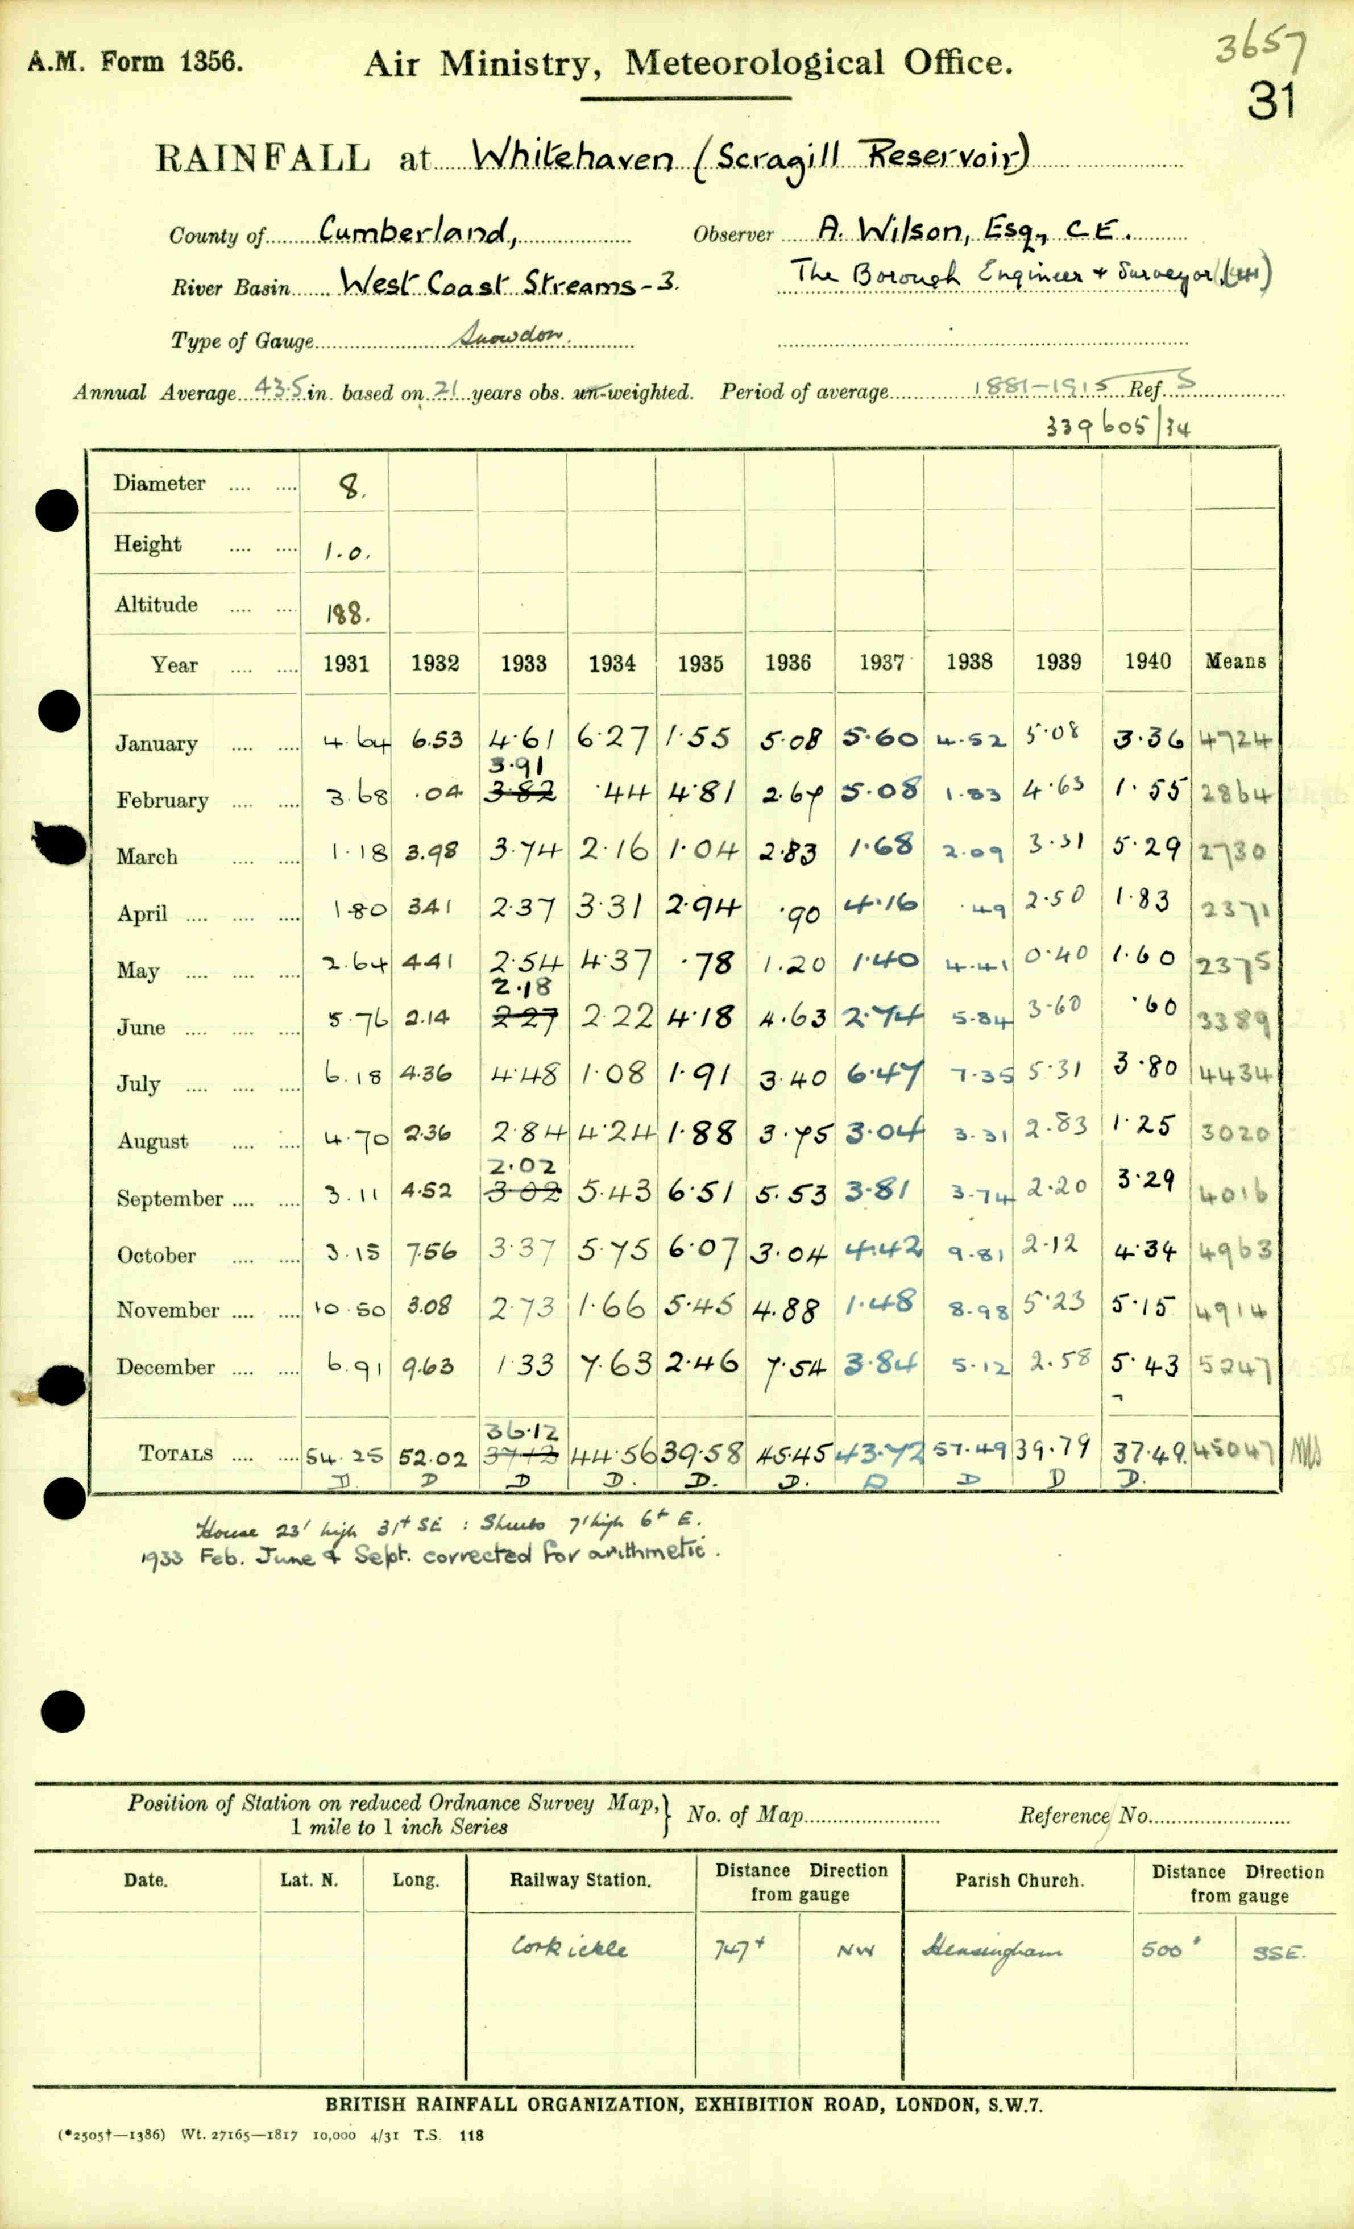 3657
A.M. Form 1356. Air Ministry, Meteorological Office.
31
RAINFALL at Whitehaven (Scragill Reservoir)
County of Cumberland, Observer A. Wilson, Esq., C.E.
River Basin West Coast Streams-3. The Borough Engineer + Surveyor
Type of Gauge Snowdon.
Annual Average 43.5 in. based on 21 years obs. un-weighted. Period of average 1881-1915 Ref. S
339605/34
Diameter .... .... 8.
Height .... .... 1.0.
Altitude .... .... 188.
Year .... .... 1931 1932 1933 1934 1935 1936 1937 1938 1939 1940 Means
January .... .... 4.64 6.53 4.61 6.27 1.55 5.08 5.60 4.52 5.08 3.36 4724
3.91
February .... .... 3.68 .04 3.82 .44 4.81 2.67 5.08 1.83 4.63 1.55 2864
March .... .... 1.18 3.98 3.74 2.16 1.04 2.83 1.68 2.09 3.31 5.29 2730
April .... .... .... 1.80 3.41 2.37 3.31 2.94 .90 4.16 .49 2.50 1.83 2371
May .... .... .... 2.64 4.41 2.54 4.37 .78 1.20 1.40 4.41 0.40 1.60 2375
2.18
June .... .... .... 5.76 2.14 2.27 2.22 4.18 4.63 2.74 5.84 3.60 .60 3389
July .... .... .... 6.18 4.36 4.48 1.08 1.91 3.40 6.47 7.35 5.31 3.80 4434
August .... .... 4.70 2.36 2.84 4.24 1.88 3.75 3.04 3.31 2.83 1.25 3020
2.02
September .... .... 3.11 4.52 3.02 5.43 6.51 5.53 3.81 3.74 2.20 3.29 4016
October .... .... 3.15 7.56 3.37 5.75 6.07 3.04 4.42 9.81 2.12 4.34 4963
November .... .... 10.50 3.08 2.73 1.66 5.45 4.88 1.48 8.98 5.23 5.15 4914
December .... .... 6.91 9.63 1.33 7.63 2.46 7.54 3.84 5.12 2.58 5.43 5247
36.12
TOTALS .... .... 54.25 52.02 37.12 44.56 39.58 45.45 43.72 57.49 39.79 37.49. 45047
D. D D D. D. D. D D D D.
House 23' high 31+ SE : Shrubs 7' high 6+ E.
1933 Feb. June & Sept. corrected for arithmetic.
Position of Station on reduced Ordnance Survey Map, } No. of Map Reference No.
1 mile to 1 inch Series
Date. Lat. N. Long. Railway Station. Distance Direction from gauge Parish Church. Distance Direction from gauge
Corkickle 747+ NW Hensingham 500+ SSE.
BRITISH RAINFALL ORGANIZATION, EXHIBITION ROAD, LONDON, S.W.7.
(*2505†—1386) Wt. 27165—1817 10,000 4/31 T.S. 118